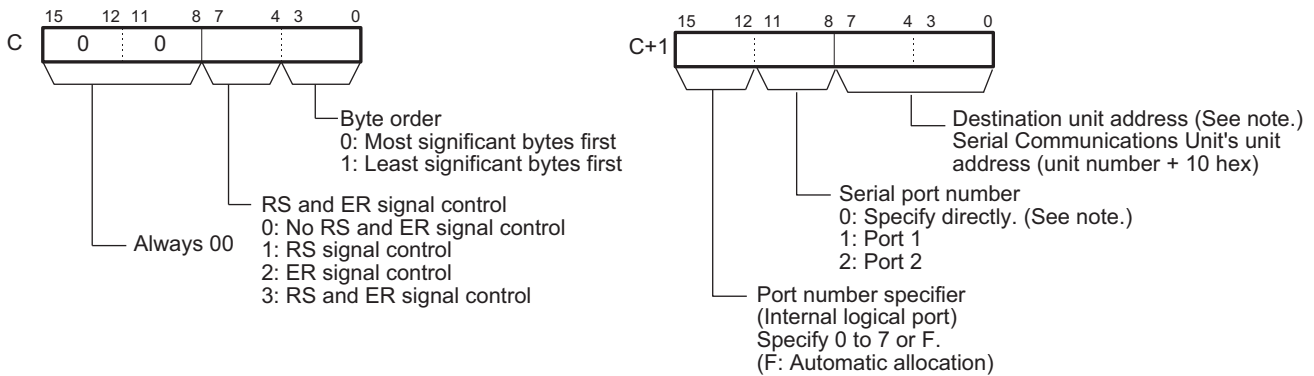 15 12 11 8 7 4 3 0
C 0 0
Byte order
0: Most significant bytes first
1: Least significant bytes first
RS and ER signal control
0: No RS and ER signal control
1: RS signal control
2: ER signal control
3: RS and ER signal control
Always 00
15 12 11 8 7 4 3 0
C+1
Destination unit address (See note.)
Serial Communications Unit's unit
address (unit number + 10 hex)
Serial port number
0: Specify directly. (See note.)
1: Port 1
2: Port 2
Port number specifier
(Internal logical port)
Specify 0 to 7 or F.
(F: Automatic allocation)